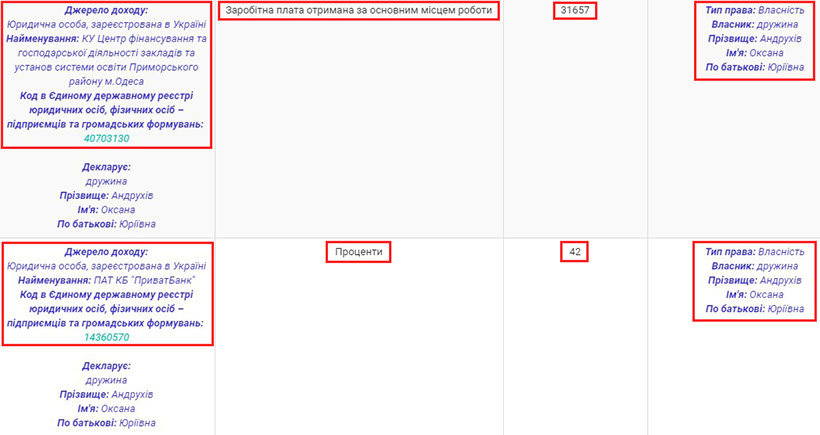 Джерело доходу:
Юридична особа, зареєстрована в Україні
Найменування: КУ Центр фінансування та
господарської діяльності закладів та
установ системи освіти Приморського
району м.Одеса
Код в Єдиному державному реєстрі
юридичних осіб, фізичних осіб –
підприємців та громадських формувань:
40703130
Декларує:
дружина
Прізвище: Андрухів
Ім'я: Оксана
По батькові: Юріївна
Заробітна плата отримана за основним місцем роботи
31657
Тип права: Власність
Власник: дружина
Прізвище: Андрухів
Ім'я: Оксана
По батькові: Юріївна
Джерело доходу:
Юридична особа, зареєстрована в Україні
Найменування: ПАТ КБ "ПриватБанк"
Код в Єдиному державному реєстрі
юридичних осіб, фізичних осіб –
підприємців та громадських формувань:
14360570
Декларує:
дружина
Прізвище: Андрухів
Ім'я: Оксана
По батькові: Юріївна
Проценти
42
Тип права: Власність
Власник: дружина
Прізвище: Андрухів
Ім'я: Оксана
По батькові: Юріївна